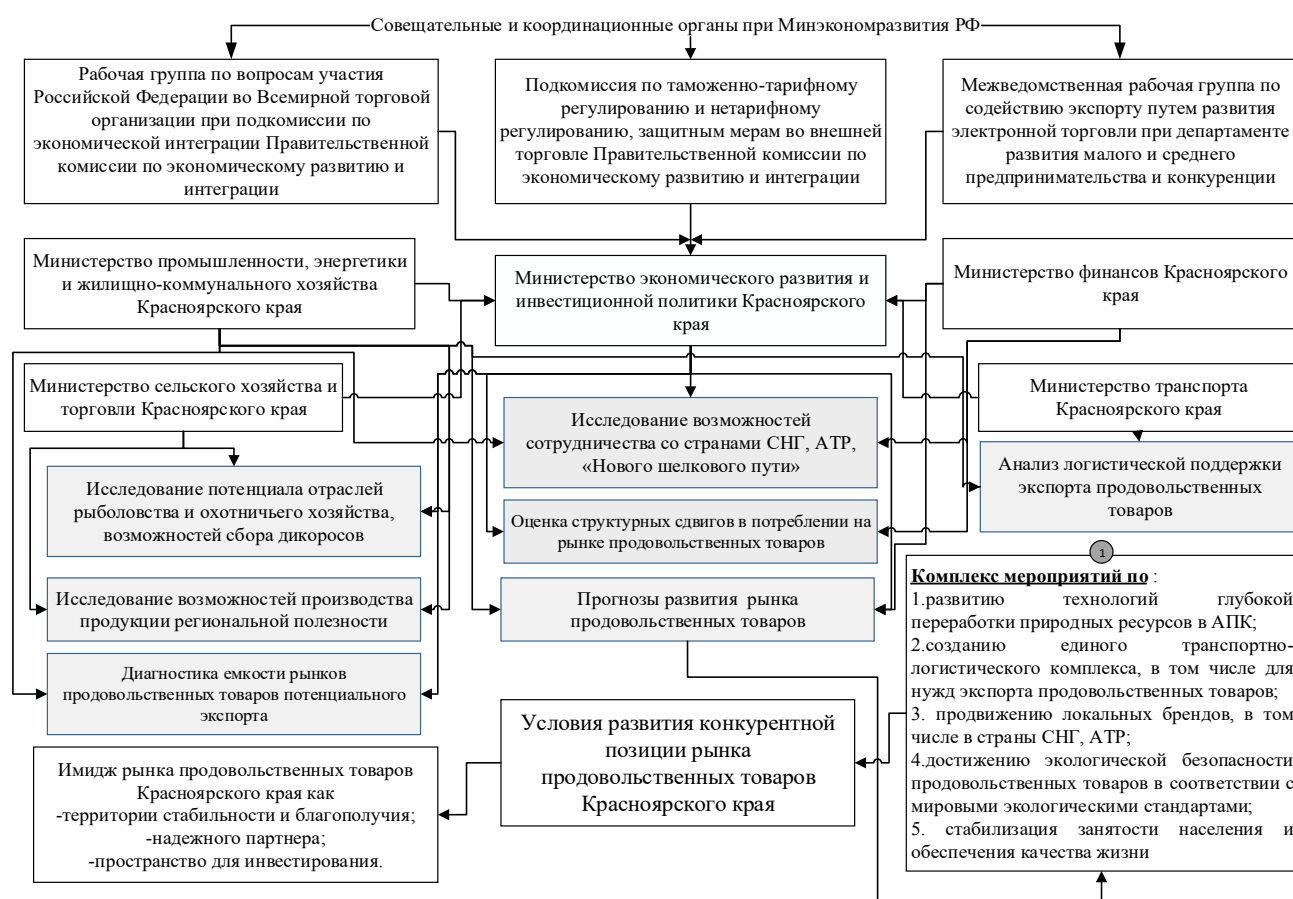 Совещательные и координационные органы при Минэкономразвития РФ
Рабочая группа по вопросам участия
Российской Федерации во Всемирной торговой
организации при подкомиссии по
экономической интеграции Правительственной
комиссии по экономическому развитию и
интеграции
Подкомиссия по таможенно-тарифному
регулированию и нетарифному
регулированию, защитным мерам во внешней
торговле Правительственной комиссии по
экономическому развитию и интеграции
Межведомственная рабочая группа по
содействию экспорту путем развития
электронной торговли при департаменте
развития малого и среднего
предпринимательства и конкуренции
Министерство промышленности, энергетики
и жилищно-коммунального хозяйства
Красноярского края
Министерство экономического развития и
инвестиционной политики Красноярского
края
Министерство финансов Красноярского
края
Министерство сельского хозяйства и
торговли Красноярского края
Министерство транспорта
Красноярского края
Исследование возможностей
сотрудничества со странами СНГ, АТР,
«Нового шелкового пути»
Анализ логистической поддержки
экспорта продовольственных
товаров
Исследование потенциала отраслей
рыболовства и охотничьего хозяйства,
возможностей сбора дикоросов
Оценка структурных сдвигов в потреблении на
рынке продовольственных товаров
Исследование возможностей производства
продукции региональной полезности
Прогнозы развития рынка
продовольственных товаров
Диагностика емкости рынков
продовольственных товаров потенциального
экспорта
1
Комплекс мероприятий по :
1.развитию технологий глубокой
переработки природных ресурсов в АПК;
2.созданию единого транспортно-
логистического комплекса, в том числе для
нужд экспорта продовольственных товаров;
3. продвижению локальных брендов, в том
числе в страны СНГ, АТР;
4.достижению экологической безопасности
продовольственных товаров в соответствии с
мировыми экологическими стандартами;
5. стабилизация занятости населения и
обеспечения качества жизни
Условия развития конкурентной
позиции рынка
продовольственных товаров
Красноярского края
Имидж рынка продовольственных товаров
Красноярского края как
-территории стабильности и благополучия;
-надежного партнера;
-пространство для инвестирования.